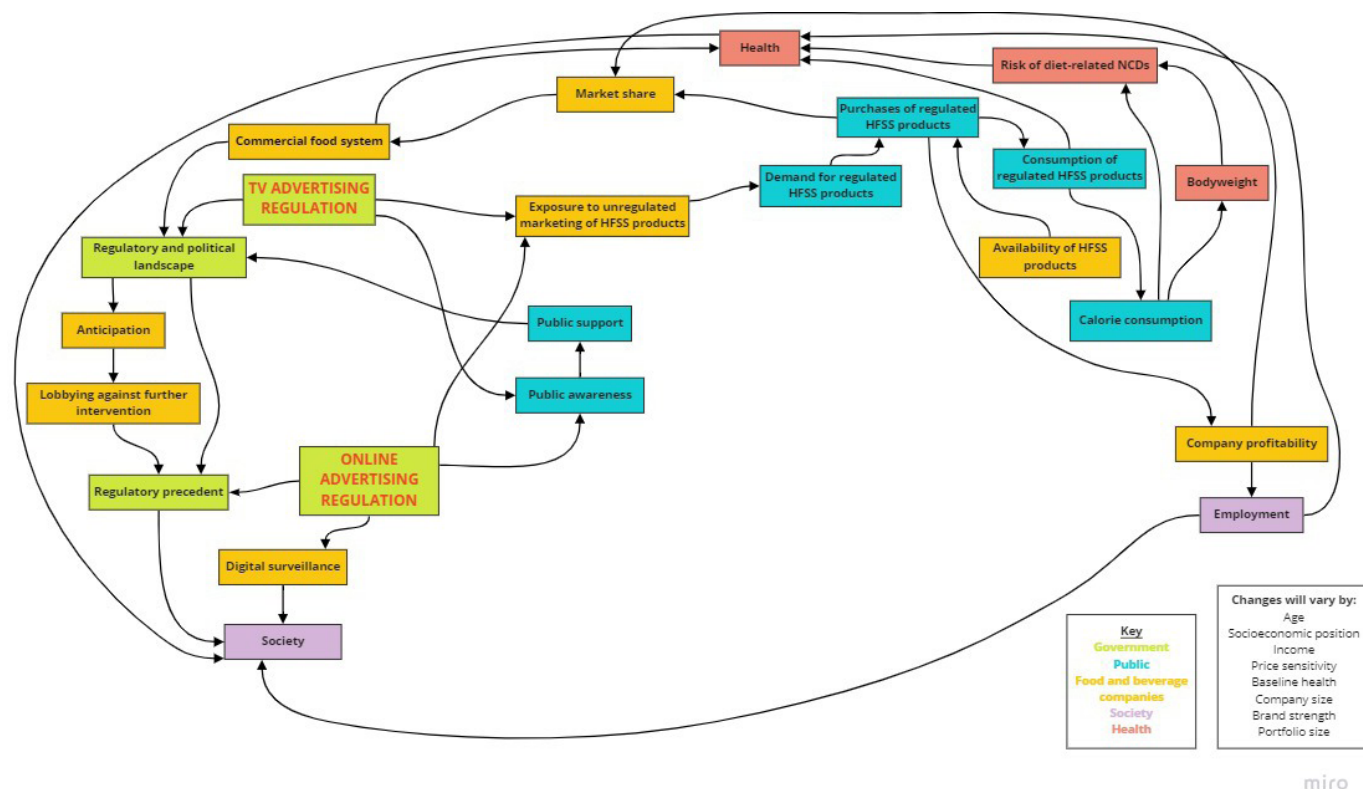 Health
Risk of diet-related NCDs
Market share
Purchases of regulated
HFSS products
Commercial food system
Consumption of
regulated HFSS products
Demand for regulated
HFSS products
Bodyweight
TV ADVERTISING
REGULATION
Exposure to unregulated
marketing of HFSS products
Regulatory and political
landscape
Availability of HFSS
products
Anticipation
Public support
Calorie consumption
Lobbying against further
intervention
Public awareness
Company profitability
ONLINE
ADVERTISING
REGULATION
Regulatory precedent
Employment
Digital surveillance
Society
Key
Government
Public
Food and beverage
companies
Society
Health
Changes will vary by:
Age
Socioeconomic position
Income
Price sensitivity
Baseline health
Company size
Brand strength
Portfolio size
miro